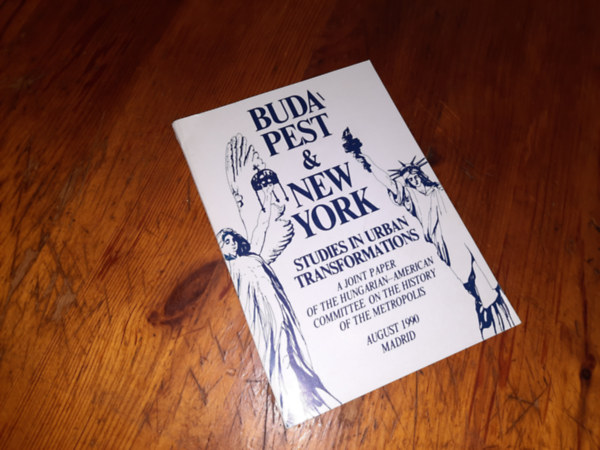 BUDA
PEST
&
NEW
YORK
STUDIES IN URBAN
TRANSFORMATIONS
A JOINT PAPER
OF THE HUNGARIAN-AMERICAN
COMMITTEE ON THE HISTORY
OF THE METROPOLIS
AUGUST 1990
MADRID